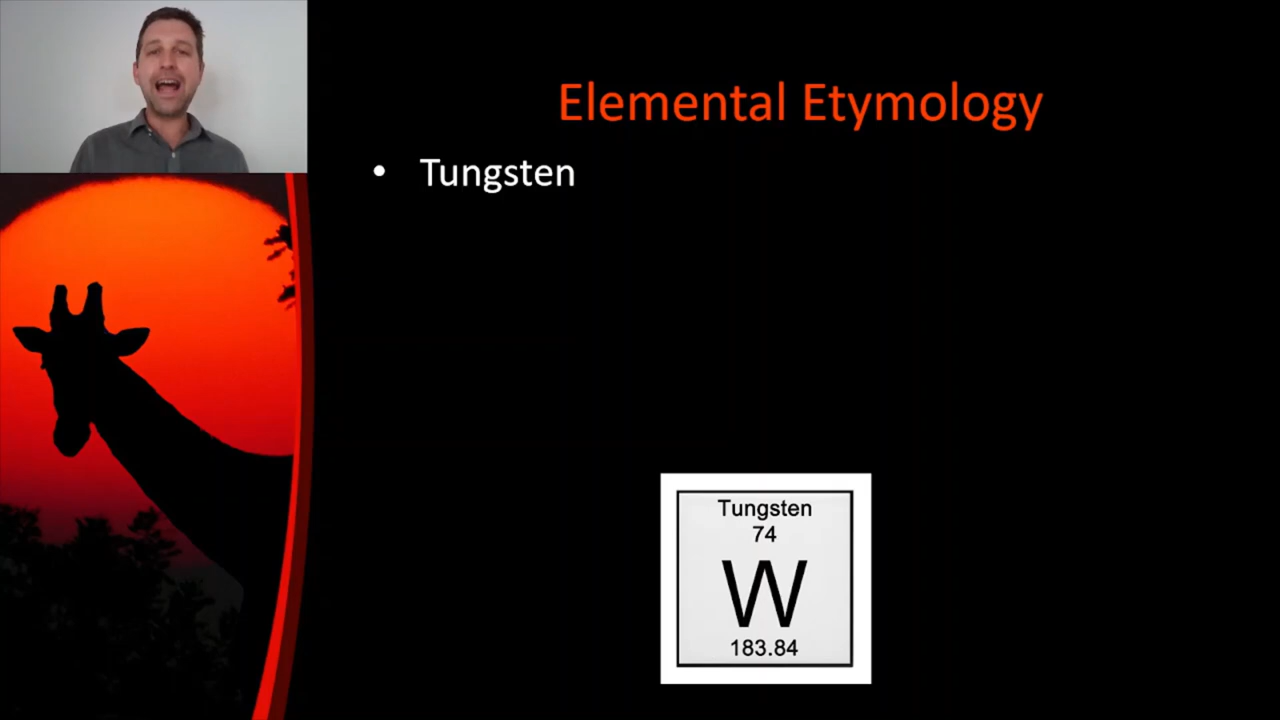 Elemental Etymology
• Tungsten
Tungsten
74
W
183.84